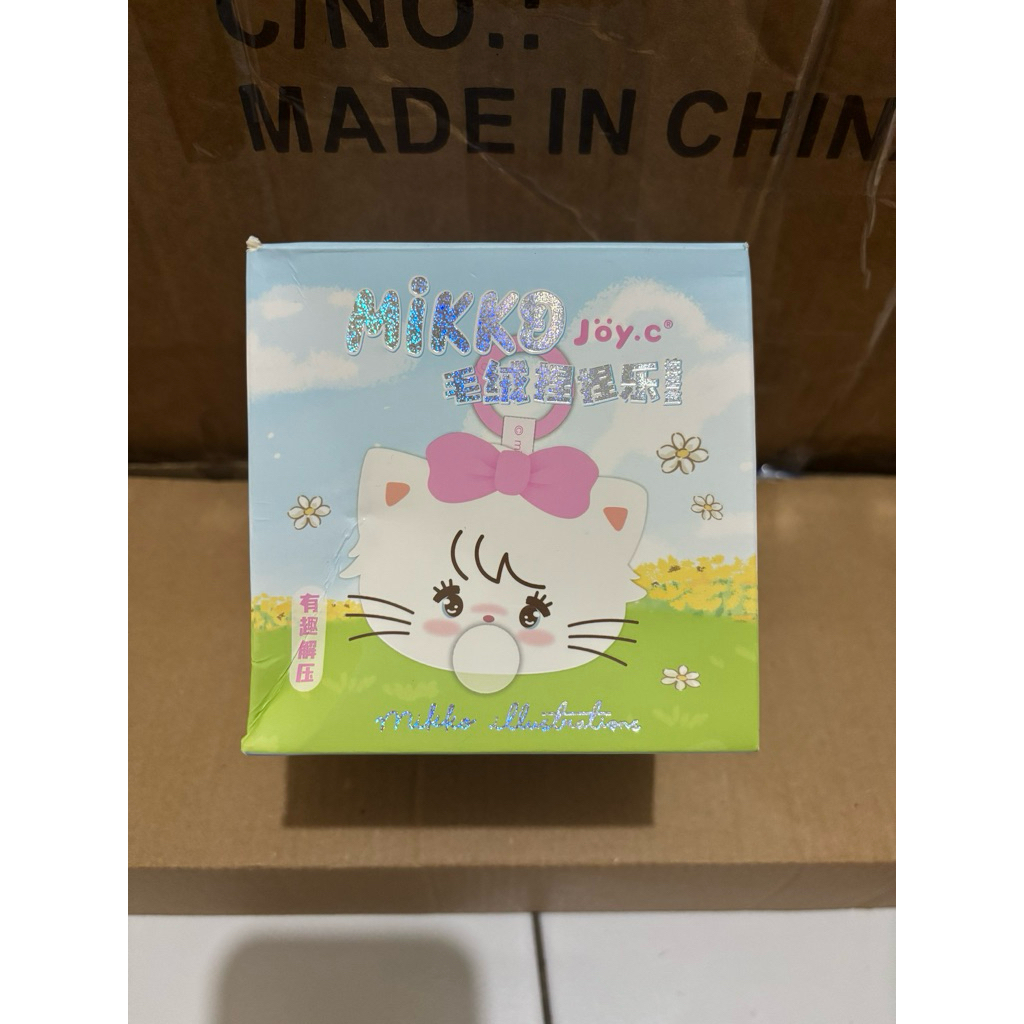 C/NO.:
MADE IN CHIN
MiKKO
Jöy.c®
毛绒捏捏乐
有趣解压
Mikko illustrations